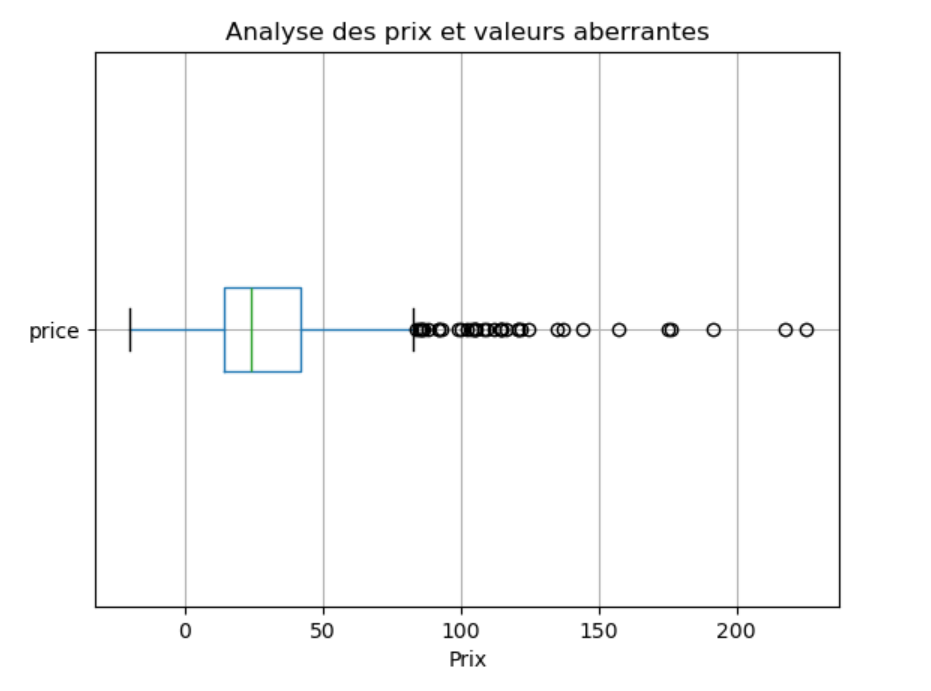 Analyse des prix et valeurs aberrantes
price
0 50 100 150 200
Prix